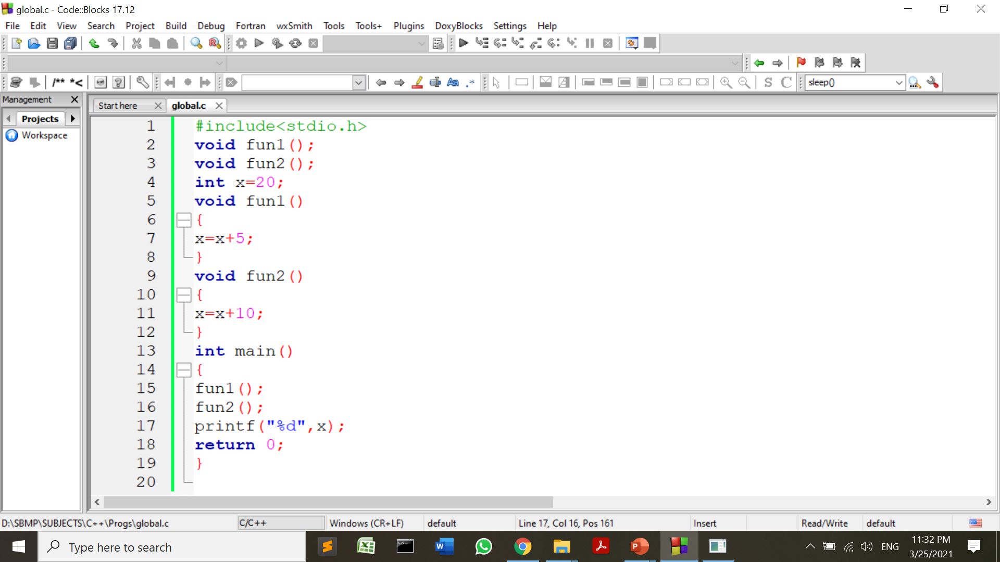 global.c - Code::Blocks 17.12
File Edit View Search Project Build Debug Fortran wxSmith Tools Tools+ Plugins DoxyBlocks Settings Help
/** *< sleep()
Management
Start here global.c
Projects
Workspace
1 #include<stdio.h>
2 void fun1();
3 void fun2();
4 int x=20;
5 void fun1()
6 {
7 x=x+5;
8 }
9 void fun2()
10 {
11 x=x+10;
12 }
13 int main()
14 {
15 fun1();
16 fun2();
17 printf("%d",x);
18 return 0;
19 }
20
D:\SBMP\SUBJECTS\C++\Progs\global.c C/C++ Windows (CR+LF) default Line 17, Col 16, Pos 161 Insert Read/Write default
Type here to search
ENG
11:32 PM
3/25/2021